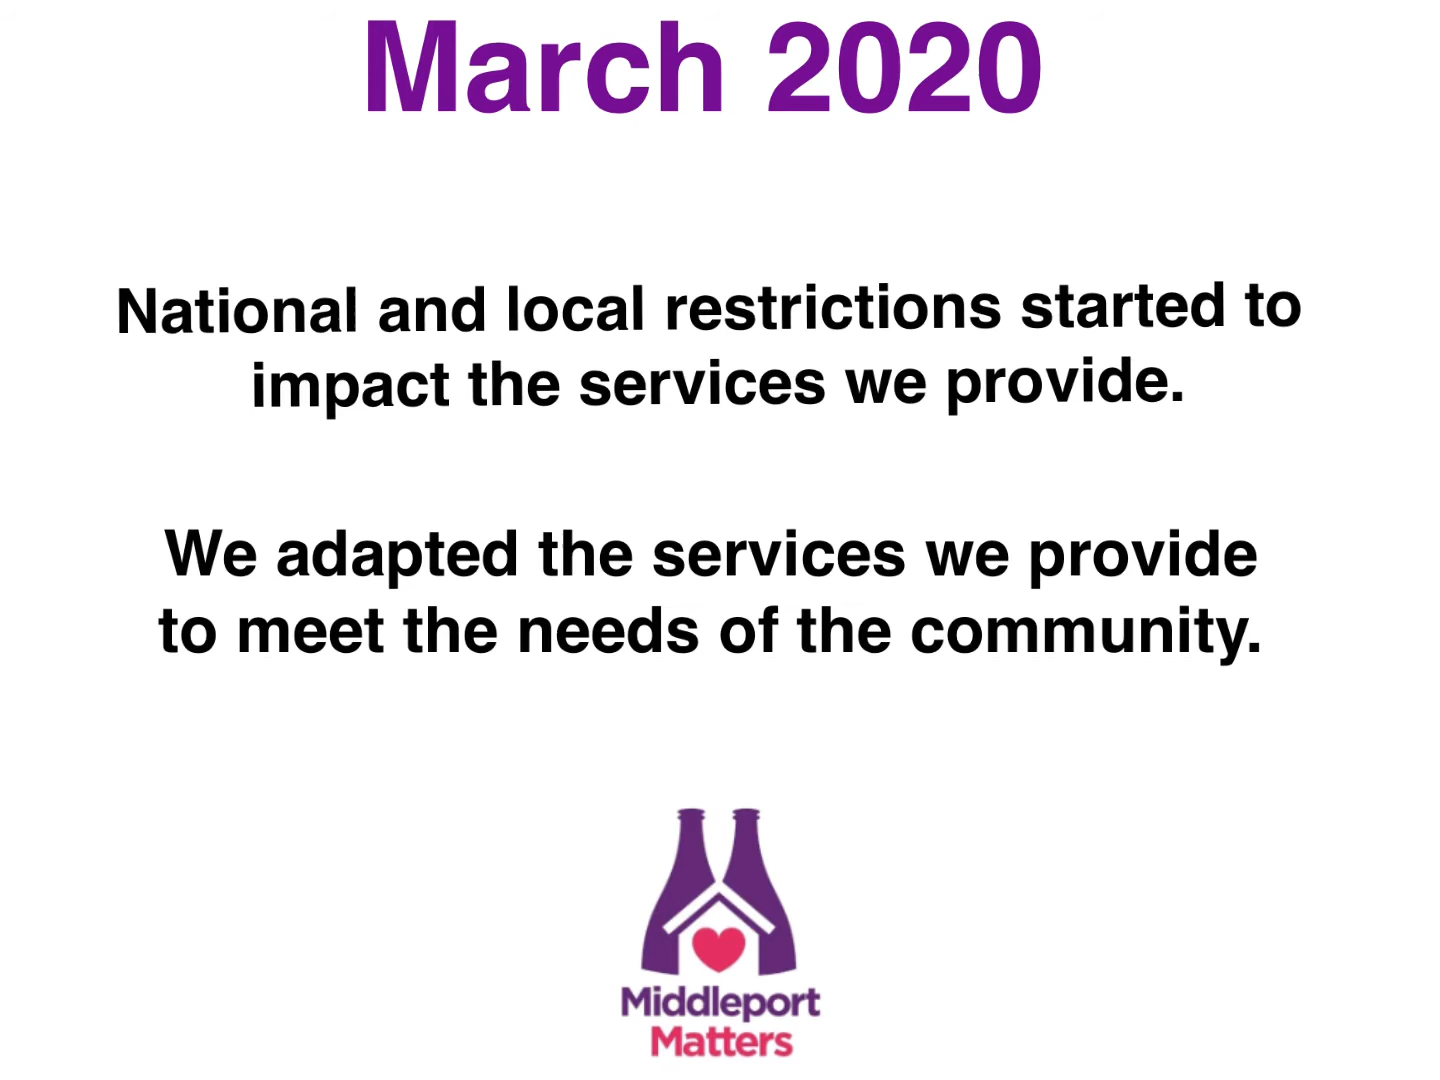 March 2020
National and local restrictions started to
impact the services we provide.
We adapted the services we provide
to meet the needs of the community.
Middleport
Matters